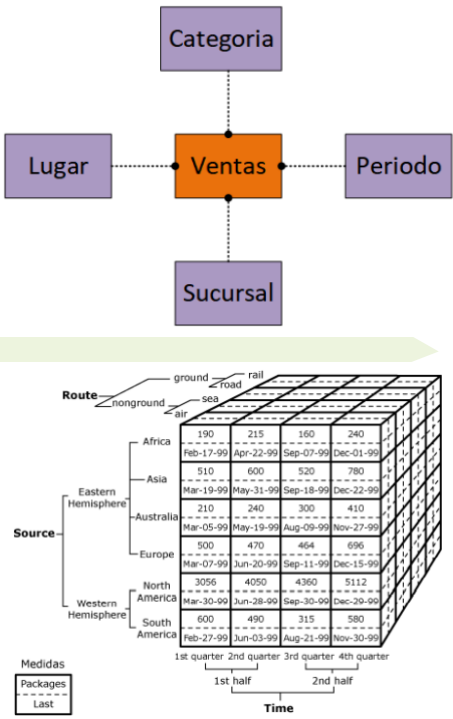 Categoria
Lugar
Ventas
Periodo
Sucursal
Route
ground
rail
road
nonground
sea
air
Source
Eastern
Hemisphere
Western
Hemisphere
Africa
190 215 160 240
Feb-17-99 Apr-22-99 Sep-07-99 Dec-01-99
Asia
510 600 520 780
Mar-19-99 May-31-99 Sep-18-99 Dec-22-99
Australia
210 240 300 410
Mar-05-99 May-19-99 Aug-09-99 Nov-27-99
Europe
500 470 464 696
Mar-07-99 Jun-20-99 Sep-11-99 Dec-15-99
North
America
3056 4050 4360 5112
Mar-30-99 Jun-28-99 Sep-30-99 Dec-29-99
South
America
600 490 315 580
Feb-27-99 Jun-03-99 Aug-21-99 Nov-30-99
1st quarter 2nd quarter 3rd quarter 4th quarter
1st half 2nd half
Time
Medidas
Packages
Last